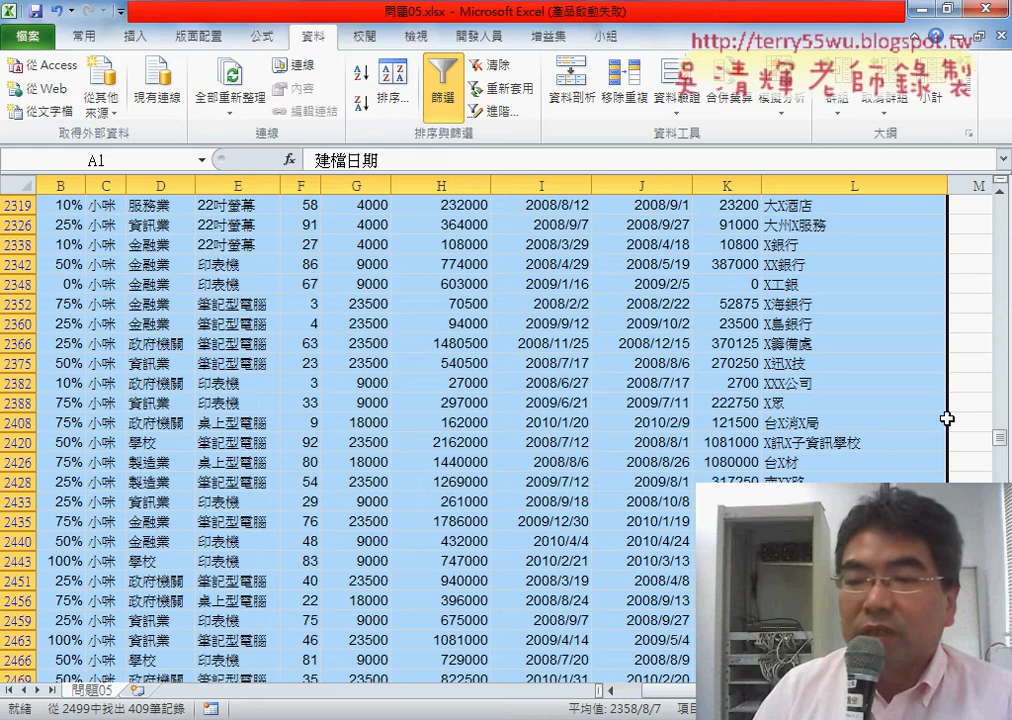 問題05.xlsx - Microsoft Excel (產品啟動失敗)
檔案 常用 插入 版面配置 公式 資料 校閱 檢視 開發人員 增益集 小組
http://terry55wu.blogspot.tw
吳清輝老師錄製
從 Access 從 Web 從文字檔 從其他來源 現有連線 全部重新整理 連線 內容 編輯連結 排序... 篩選 清除 重新套用 進階... 資料剖析 移除重複 資料驗證 合併彙算 模擬分析 群組 取消群組 小計
取得外部資料 連線 排序與篩選 資料工具 大綱
A1 fx 建檔日期
B C D E F G H I J K L M
2319 10% 小咪 服務業 22吋螢幕 58 4000 232000 2008/8/12 2008/9/1 23200 大X酒店
2326 25% 小咪 資訊業 22吋螢幕 91 4000 364000 2008/9/7 2008/9/27 91000 大州X服務
2338 10% 小咪 金融業 22吋螢幕 27 4000 108000 2008/3/29 2008/4/18 10800 X銀行
2342 50% 小咪 金融業 印表機 86 9000 774000 2008/4/29 2008/5/19 387000 XX銀行
2348 0% 小咪 金融業 印表機 67 9000 603000 2009/1/16 2009/2/5 0 X工銀
2352 75% 小咪 金融業 筆記型電腦 3 23500 70500 2008/2/2 2008/2/22 52875 X海銀行
2360 25% 小咪 金融業 筆記型電腦 4 23500 94000 2009/9/12 2009/10/2 23500 X島銀行
2366 25% 小咪 政府機關 筆記型電腦 63 23500 1480500 2008/11/25 2008/12/15 370125 X籌備處
2375 50% 小咪 資訊業 筆記型電腦 23 23500 540500 2008/7/17 2008/8/6 270250 X迅X技
2382 10% 小咪 政府機關 印表機 3 9000 27000 2008/6/27 2008/7/17 2700 XXX公司
2388 75% 小咪 資訊業 印表機 33 9000 297000 2009/6/21 2009/7/11 222750 X眾
2408 75% 小咪 政府機關 桌上型電腦 9 18000 162000 2010/1/20 2010/2/9 121500 台X消X局
2420 50% 小咪 學校 印表機 92 23500 2162000 2008/7/12 2008/8/1 1081000 X訊X子資訊學校
2426 75% 小咪 製造業 桌上型電腦 80 18000 1440000 2008/8/6 2008/8/26 1080000 X台X材
2428 25% 小咪 製造業 筆記型電腦 54 23500 1269000 2009/7/12 2009/8/1 317250
2433 25% 小咪 資訊業 印表機 29 9000 261000 2008/9/18 2008/10/8
2435 75% 小咪 金融業 筆記型電腦 76 23500 1786000 2009/12/30 2010/1/19
2440 50% 小咪 金融業 印表機 48 9000 432000 2010/4/4 2010/4/24
2443 100% 小咪 學校 印表機 83 9000 747000 2010/2/21 2010/3/13
2451 25% 小咪 政府機關 筆記型電腦 40 23500 940000 2008/3/19 2008/4/8
2456 75% 小咪 政府機關 桌上型電腦 22 18000 396000 2008/8/24 2008/9/13
2459 25% 小咪 資訊業 印表機 75 9000 675000 2008/9/7 2008/9/27
2463 100% 小咪 資訊業 筆記型電腦 46 23500 1081000 2009/4/14 2009/5/4
2466 50% 小咪 學校 印表機 81 9000 729000 2008/7/20 2008/8/9
2469 50% 小咪 金融業 筆記型電腦 35 23500 822500 2010/1/31 2010/2/20
問題05
就緒 從 2499中找出 409筆記錄 平均值: 2358/8/7 項目